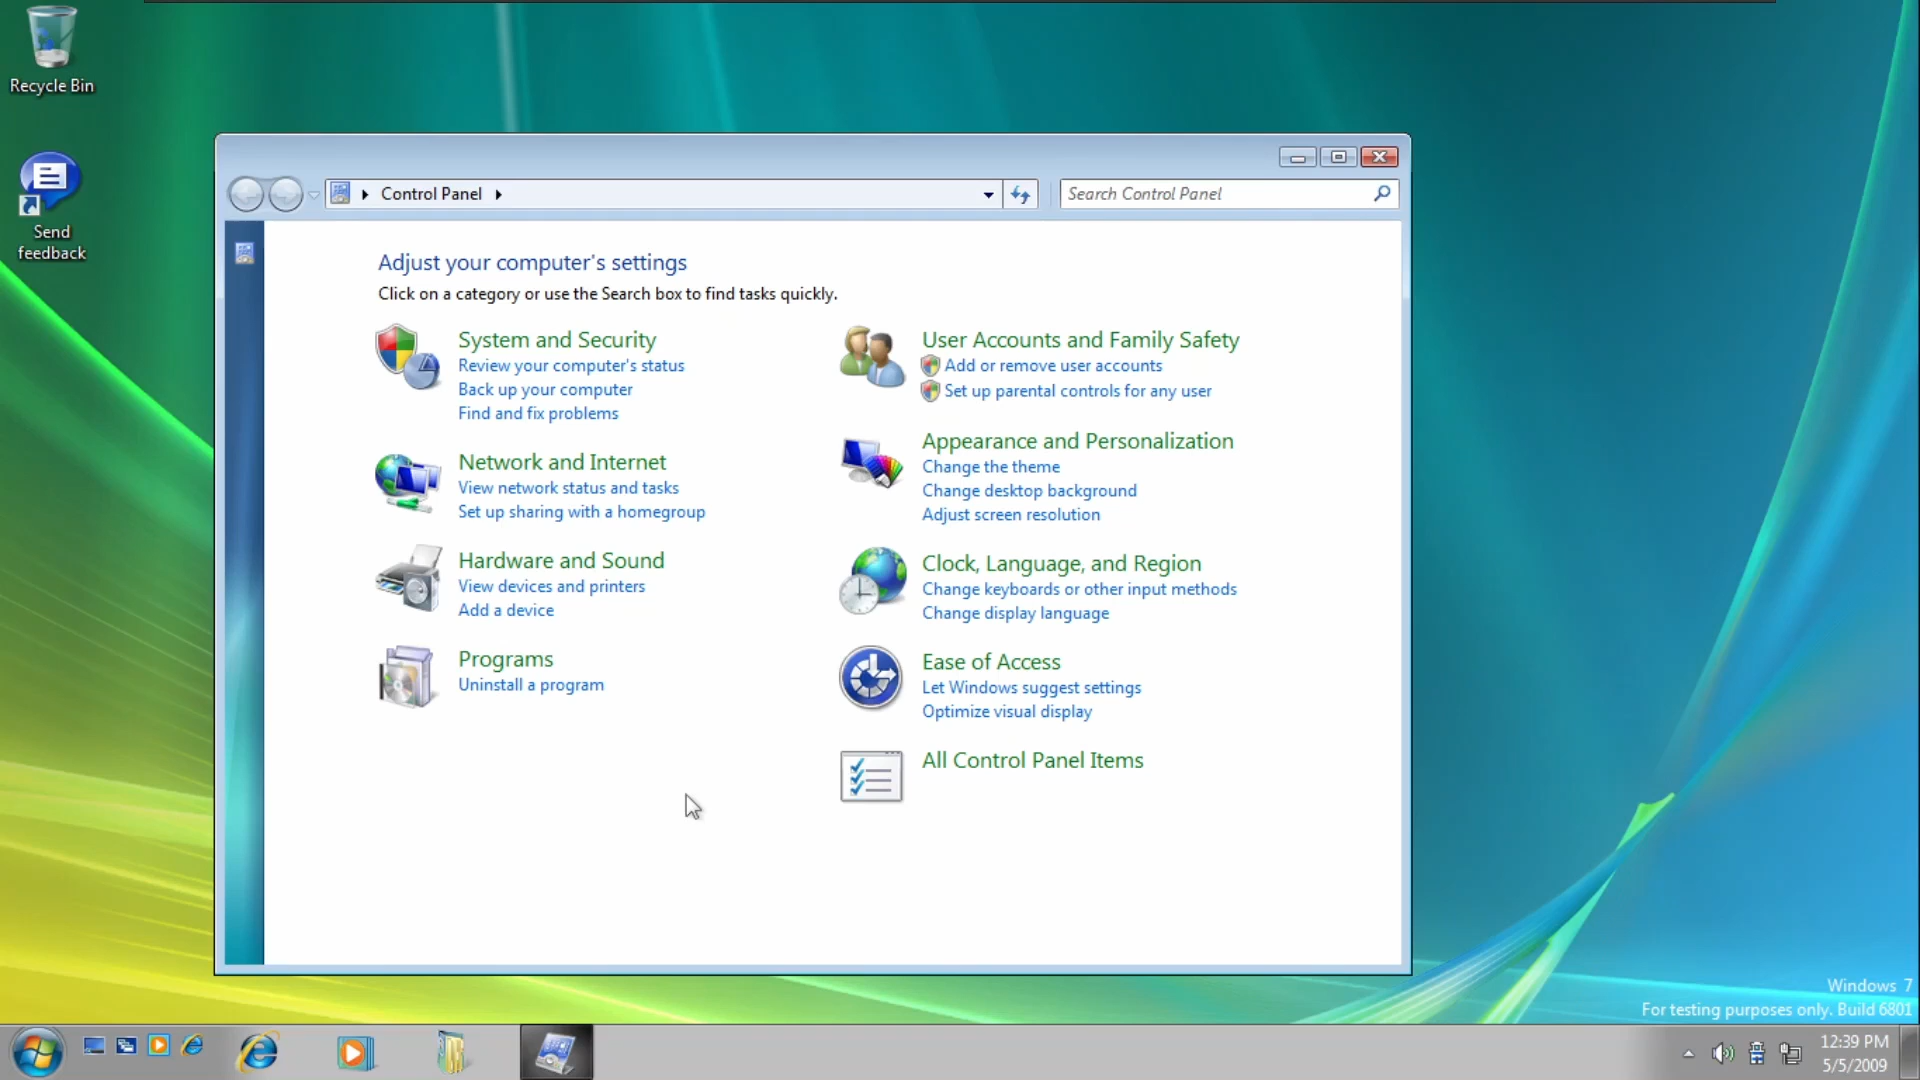 Recycle Bin
Send
feedback
Control Panel
Search Control Panel
Adjust your computer's settings
Click on a category or use the Search box to find tasks quickly.
System and Security
Review your computer's status
Back up your computer
Find and fix problems
Network and Internet
View network status and tasks
Set up sharing with a homegroup
Hardware and Sound
View devices and printers
Add a device
Programs
Uninstall a program
User Accounts and Family Safety
Add or remove user accounts
Set up parental controls for any user
Appearance and Personalization
Change the theme
Change desktop background
Adjust screen resolution
Clock, Language, and Region
Change keyboards or other input methods
Change display language
Ease of Access
Let Windows suggest settings
Optimize visual display
All Control Panel Items
Windows 7
For testing purposes only. Build 6801
12:39 PM
5/5/2009